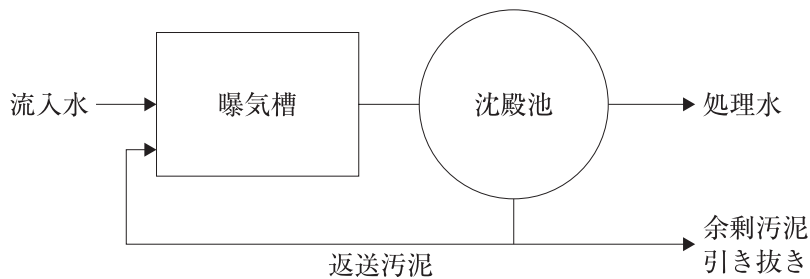 流入水
曝気槽
沈殿池
処理水
返送汚泥
余剰汚泥
引き抜き